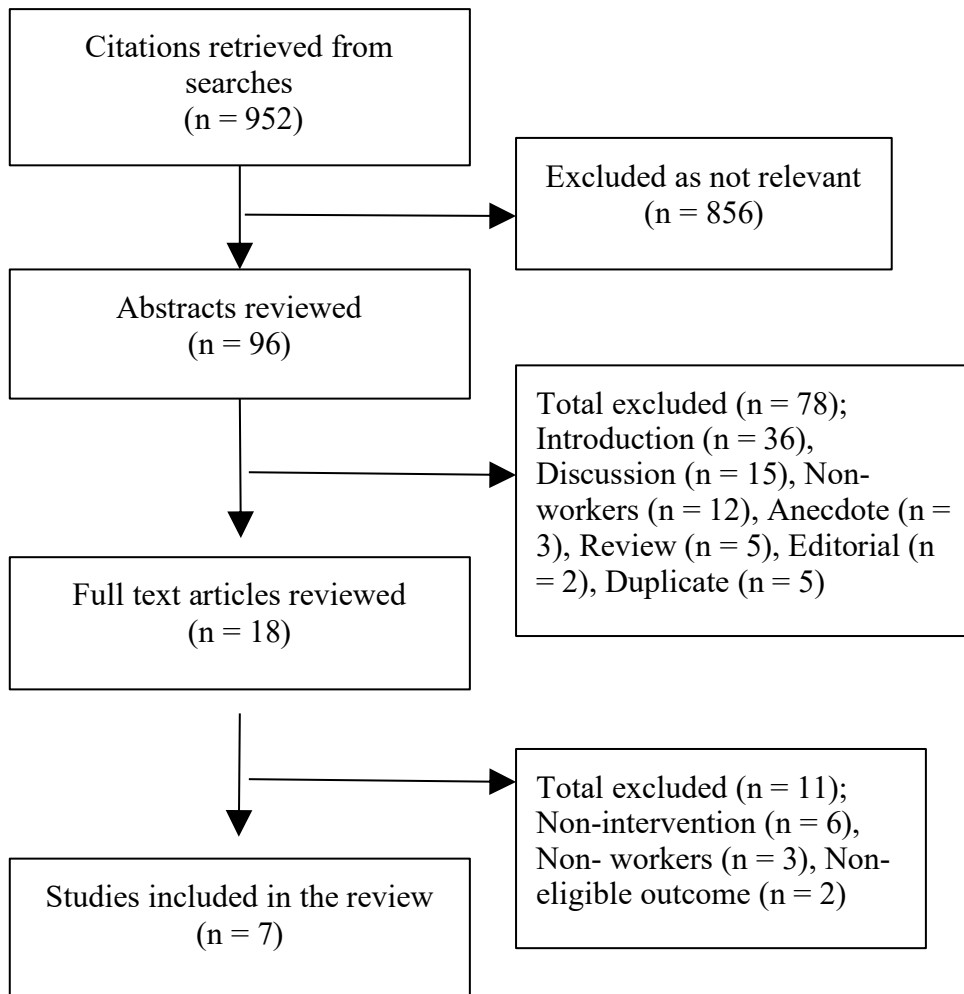 Citations retrieved from
searches
(n = 952)
Excluded as not relevant
(n = 856)
Abstracts reviewed
(n = 96)
Total excluded (n = 78);
Introduction (n = 36),
Discussion (n = 15), Non-
workers (n = 12), Anecdote (n =
3), Review (n = 5), Editorial (n
= 2), Duplicate (n = 5)
Full text articles reviewed
(n = 18)
Total excluded (n = 11);
Non-intervention (n = 6),
Non- workers (n = 3), Non-
eligible outcome (n = 2)
Studies included in the review
(n = 7)